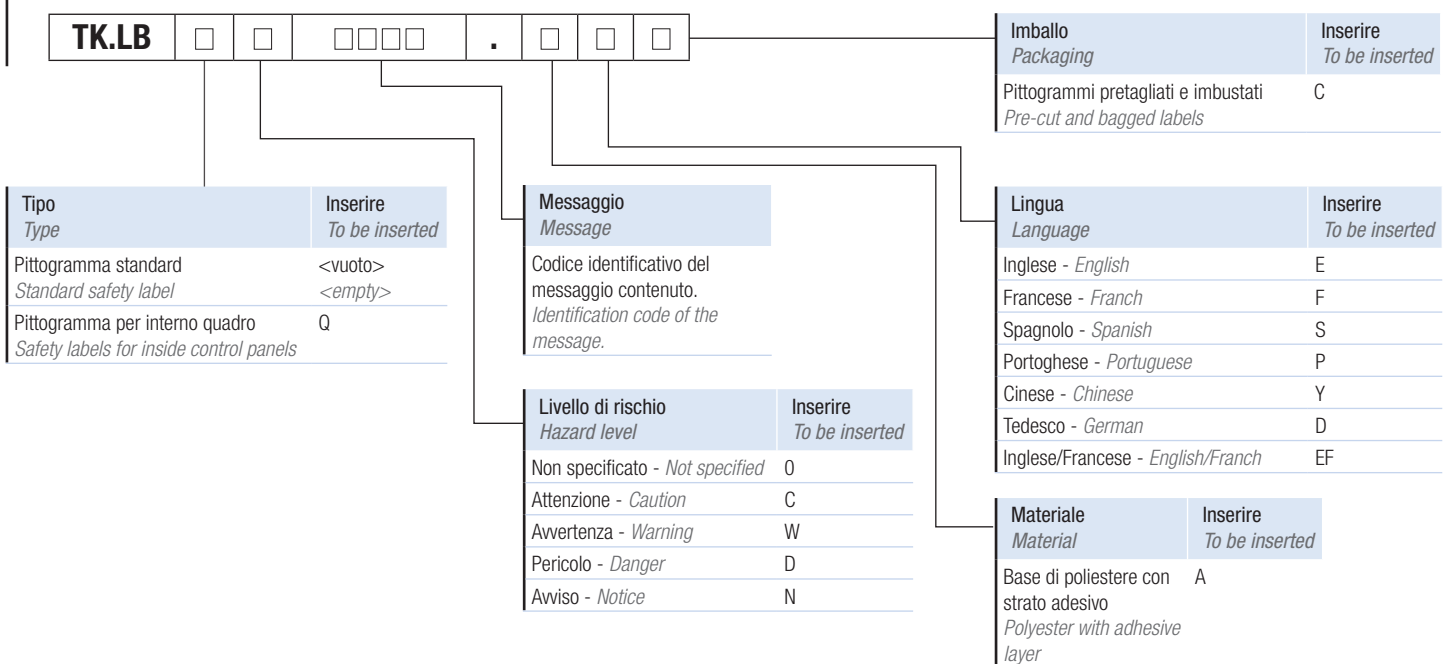 TK.LB □ □ □□□□ . □ □ □
Imballo Inserire
Packaging To be inserted
Pittogrammi pretagliati e imbustati C
Pre-cut and bagged labels
Tipo Inserire
Type To be inserted
Pittogramma standard <vuoto>
Standard safety label <empty>
Pittogramma per interno quadro Q
Safety labels for inside control panels
Messaggio
Message
Codice identificativo del
messaggio contenuto.
Identification code of the
message.
Livello di rischio Inserire
Hazard level To be inserted
Non specificato - Not specified 0
Attenzione - Caution C
Avvertenza - Warning W
Pericolo - Danger D
Avviso - Notice N
Lingua Inserire
Language To be inserted
Inglese - English E
Francese - Franch F
Spagnolo - Spanish S
Portoghese - Portuguese P
Cinese - Chinese Y
Tedesco - German D
Inglese/Francese - English/Franch EF
Materiale Inserire
Material To be inserted
Base di poliestere con A
strato adesivo
Polyester with adhesive
layer